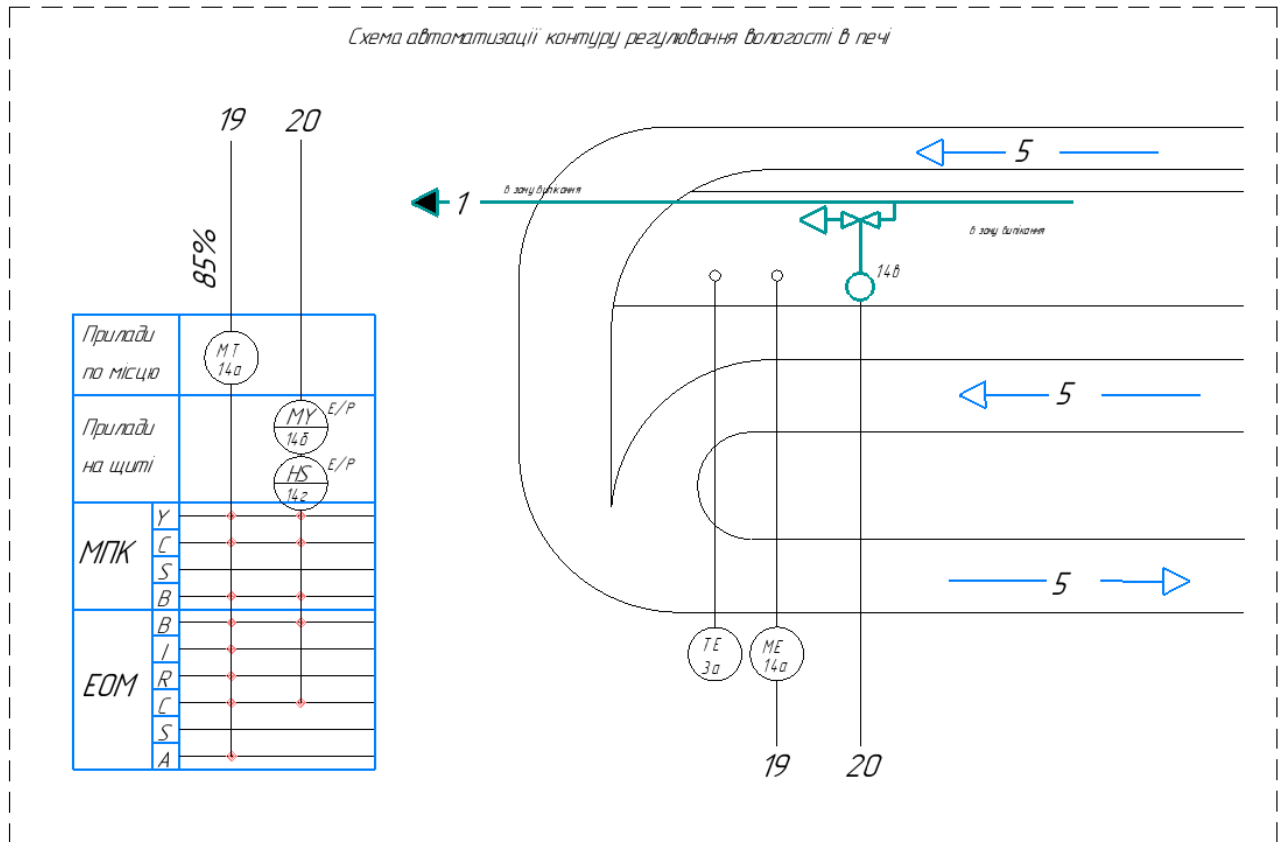 Схема автоматизації контуру регулювання вологості в печі
19 20
85%
5
1
в зону випікання
в зону випікання
14в
Прилади
по місцю
МТ
14а
5
Прилади
на щиті
MY
14б
E/P
HS
14г
E/P
МПК
Y
C
S
B
5
ЕОМ
B
I
R
C
S
A
TE
3а
ME
14а
19 20